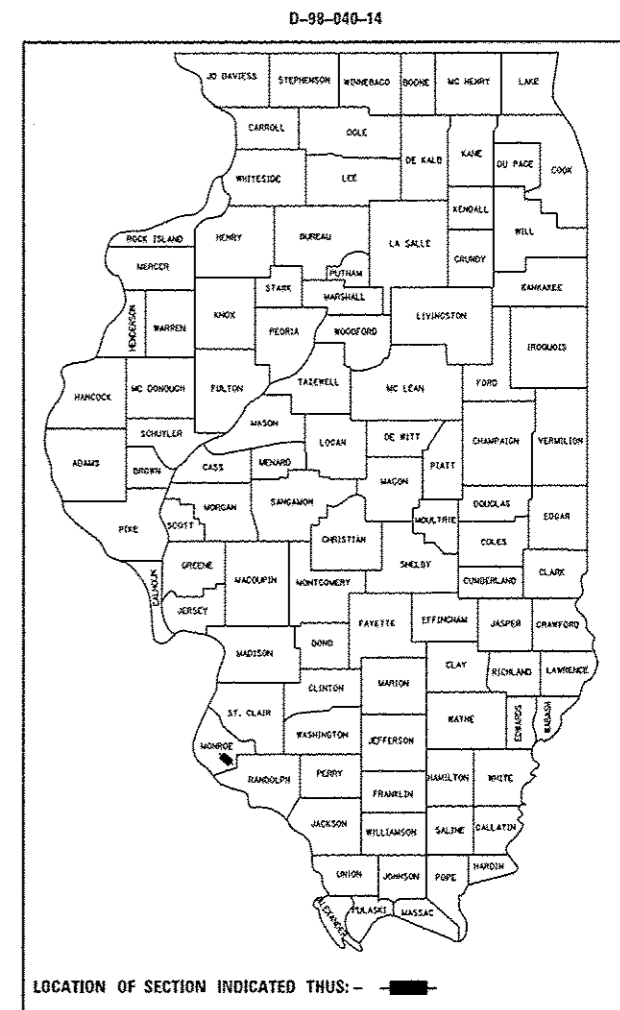 D-98-040-14
JO DAVIESS STEPHENSON WINNEBAGO BOONE MC HENRY LAKE
CARROLL OGLE KANE DU PAGE COOK
DE KALB
WHITESIDE LEE
KENDALL
ROCK ISLAND HENRY BUREAU LA SALLE WILL
MERCER PUTNAM GRUNDY
STARK MARSHALL KANKAKEE
HENDERSON WARREN KNOX PEORIA WOODFORD LIVINGSTON
IROQUOIS
HANCOCK MC DONOUGH FULTON TAZEWELL MC LEAN FORD
MASON
SCHUYLER LOGAN DE WITT CHAMPAIGN VERMILION
ADAMS BROWN CASS MENARD PIATT
MACON
PIKE SCOTT MORGAN SANGAMON MOULTRIE DOUGLAS EDGAR
CHRISTIAN COLES
CALHOUN GREENE MACOUPIN MONTGOMERY SHELBY CUMBERLAND CLARK
JERSEY FAYETTE EFFINGHAM JASPER CRAWFORD
MADISON BOND
CLAY RICHLAND LAWRENCE
CLINTON MARION
ST. CLAIR WAYNE EDWARDS WABASH
WASHINGTON JEFFERSON
MONROE
RANDOLPH PERRY HAMILTON WHITE
FRANKLIN
JACKSON WILLIAMSON SALINE GALLATIN
UNION JOHNSON POPE HARDIN
ALEXANDER PULASKI MASSAC
LOCATION OF SECTION INDICATED THUS: -